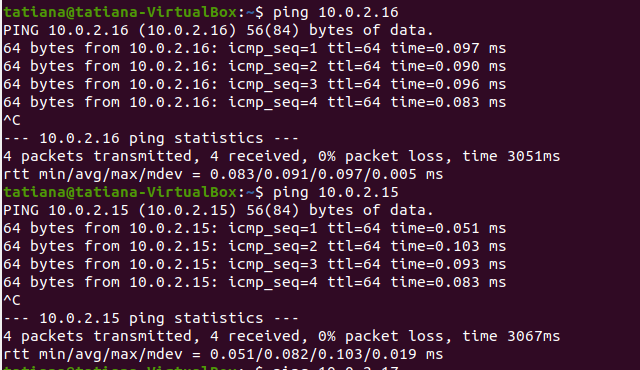 tatiana@tatiana-VirtualBox:~$ ping 10.0.2.16
PING 10.0.2.16 (10.0.2.16) 56(84) bytes of data.
64 bytes from 10.0.2.16: icmp_seq=1 ttl=64 time=0.097 ms
64 bytes from 10.0.2.16: icmp_seq=2 ttl=64 time=0.090 ms
64 bytes from 10.0.2.16: icmp_seq=3 ttl=64 time=0.096 ms
64 bytes from 10.0.2.16: icmp_seq=4 ttl=64 time=0.083 ms
^C
--- 10.0.2.16 ping statistics ---
4 packets transmitted, 4 received, 0% packet loss, time 3051ms
rtt min/avg/max/mdev = 0.083/0.091/0.097/0.005 ms
tatiana@tatiana-VirtualBox:~$ ping 10.0.2.15
PING 10.0.2.15 (10.0.2.15) 56(84) bytes of data.
64 bytes from 10.0.2.15: icmp_seq=1 ttl=64 time=0.051 ms
64 bytes from 10.0.2.15: icmp_seq=2 ttl=64 time=0.103 ms
64 bytes from 10.0.2.15: icmp_seq=3 ttl=64 time=0.093 ms
64 bytes from 10.0.2.15: icmp_seq=4 ttl=64 time=0.083 ms
^C
--- 10.0.2.15 ping statistics ---
4 packets transmitted, 4 received, 0% packet loss, time 3067ms
rtt min/avg/max/mdev = 0.051/0.082/0.103/0.019 ms
tatiana@tatiana-VirtualBox:~$ ping 10.0.2.17